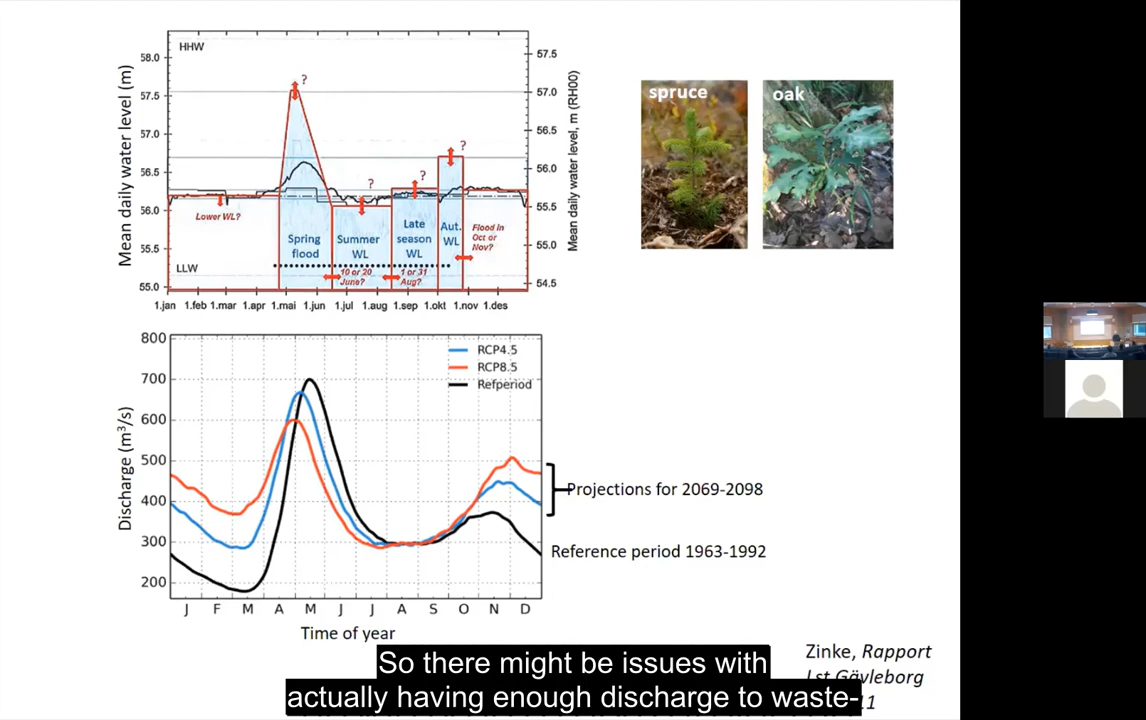 HHW
58.0
57.5
57.0
56.5
56.0
55.5
55.0
LLW
57.5
57.0
56.5
56.0
55.5
55.0
54.5
Mean daily water level (m)
Mean daily water level, m (RH00)
?
?
?
?
Lower WL?
Spring
flood
Summer
WL
Late
season
WL
Aut.
WL
Flood in
Oct or
Nov?
10 or 20
June?
1 or 31
Aug?
1.jan 1.feb 1.mar 1.apr 1.maj 1.jun 1.jul 1.aug 1.sep 1.okt 1.nov 1.des
spruce
oak
800
700
600
500
400
300
200
Discharge (m³/s)
RCP4.5
RCP8.5
Refperiod
J F M A M J J A S O N D
Time of year
Projections for 2069-2098
Reference period 1963-1992
Zinke, Rapport
Lst Gävleborg
11
So there might be issues with
actually having enough discharge to waste-